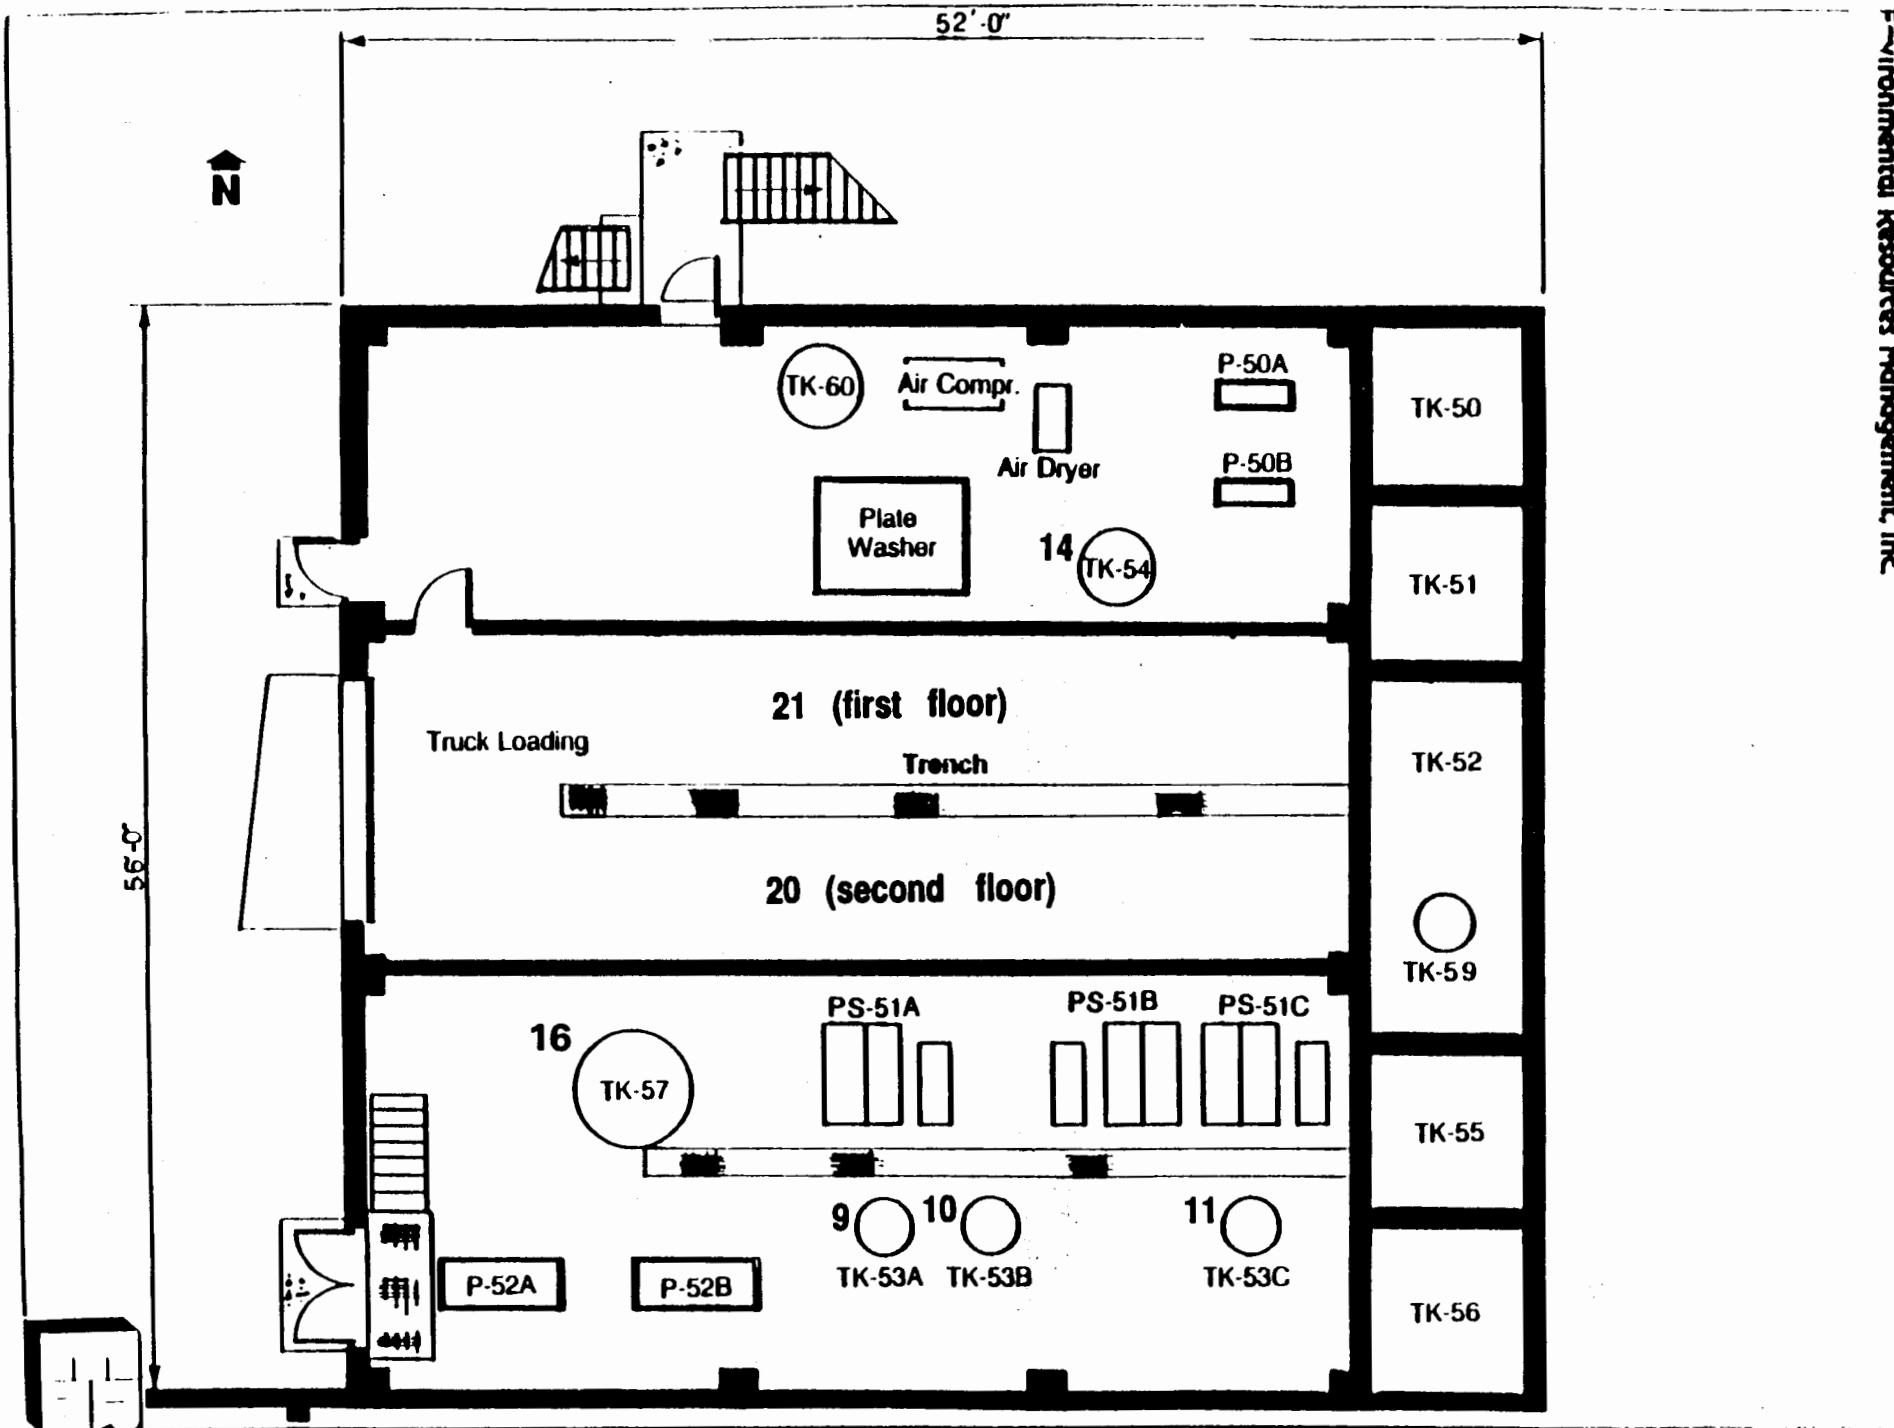 52'-0"
N
TK-60
Air Compr.
P-50A
TK-50
Air Dryer
P-50B
Plate
Washer
14
TK-54
TK-51
21 (first floor)
Truck Loading
Trench
TK-52
56'-0"
20 (second floor)
TK-59
PS-51A
PS-51B
PS-51C
16
TK-57
TK-55
9
10
11
TK-53A
TK-53B
TK-53C
P-52A
P-52B
TK-56
Resources Management, Inc